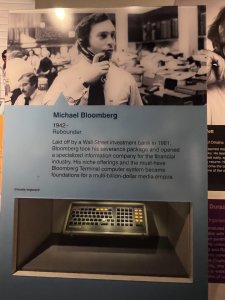 Michael Bloomberg
1942-
Rebounder
Laid off by a Wall Street investment bank in 1981,
Bloomberg took his severance package and opened
a specialized information company for the financial
industry. His niche offerings and the must-have
Bloomberg Terminal computer system became
foundations for a multi-billion-dollar media empire.